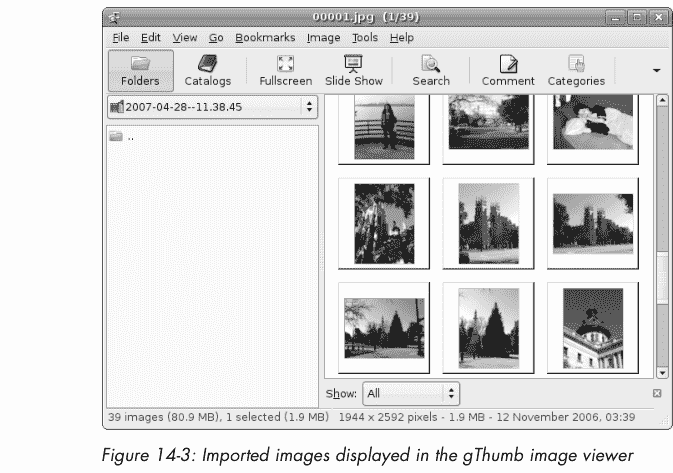 00001.jpg (1/39)
File Edit View Go Bookmarks Image Tools Help
Folders Catalogs Fullscreen Slide Show Search Comment Categories
2007-04-28--11.38.45
..
Show: All
39 images (80.9 MB), 1 selected (1.9 MB) 1944 x 2592 pixels - 1.9 MB - 12 November 2006, 03:39
Figure 14-3: Imported images displayed in the gThumb image viewer